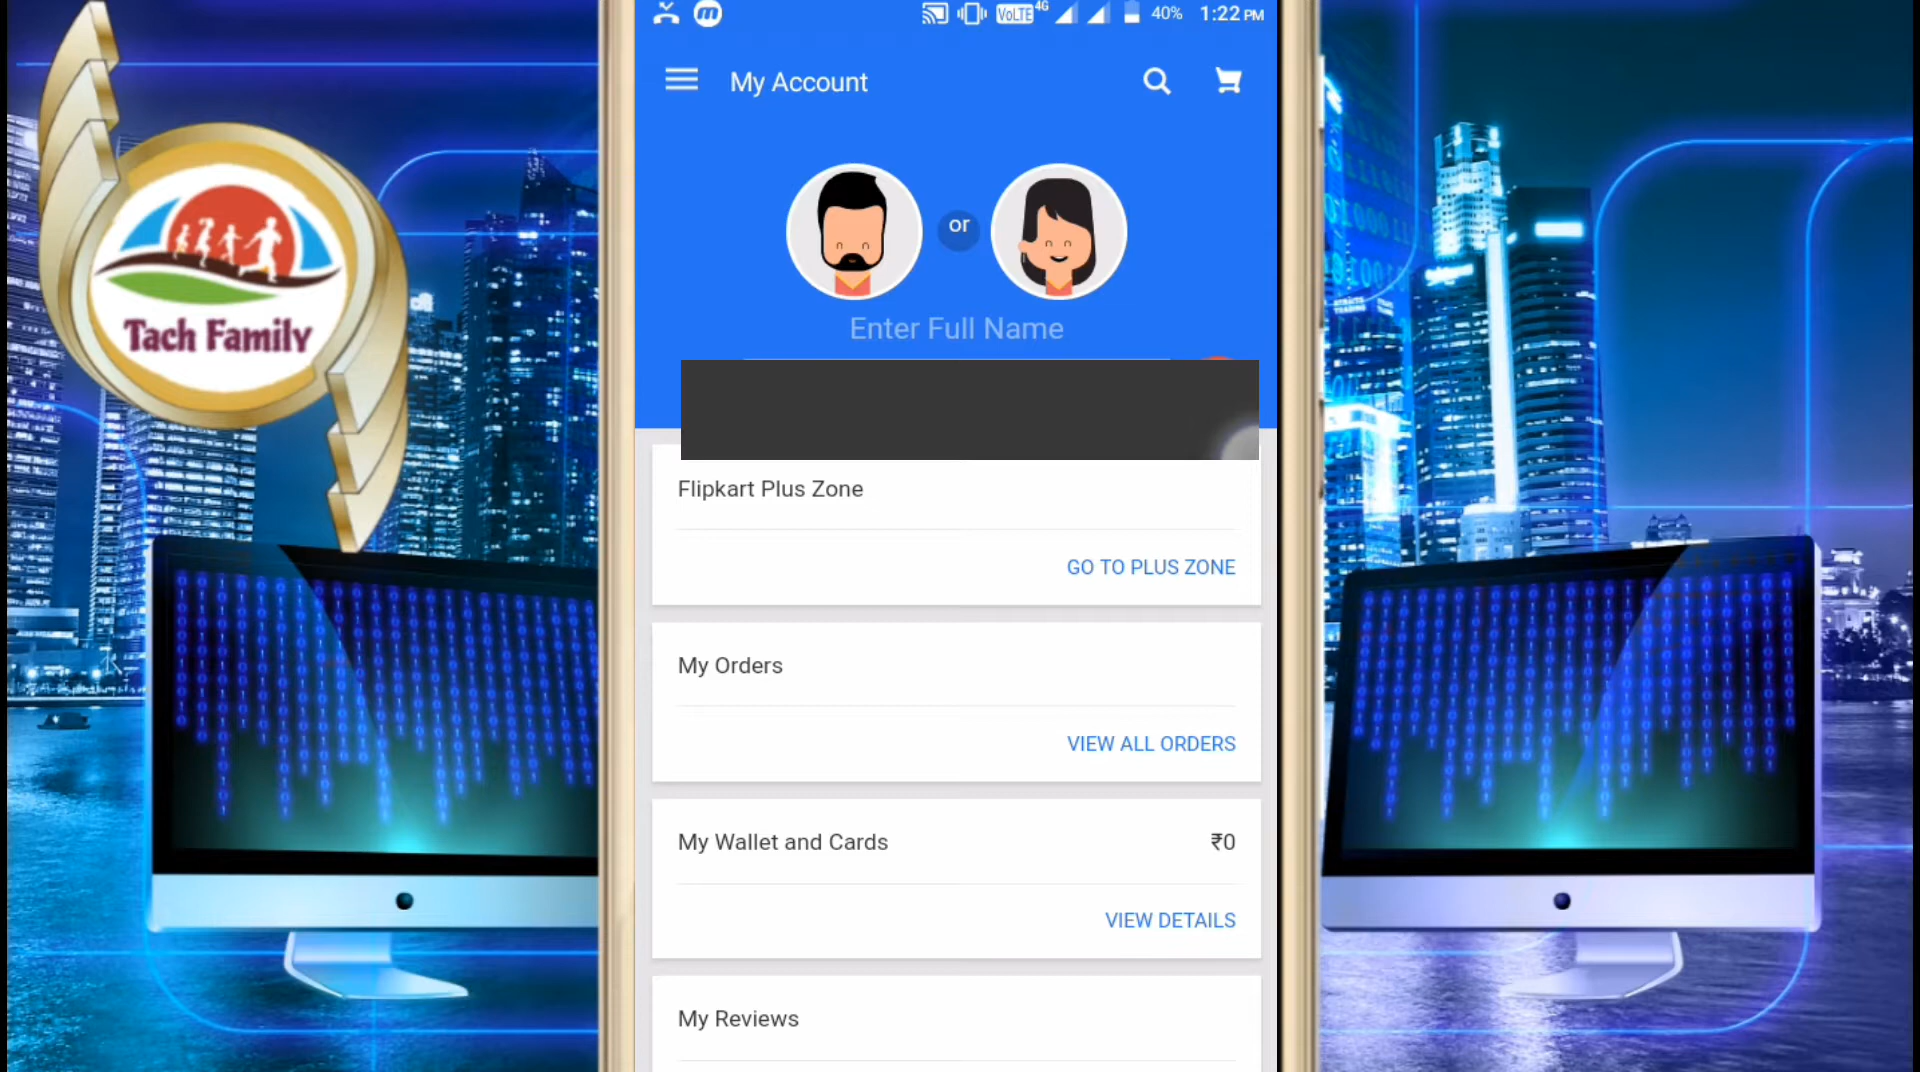 VoLTE 4G 40% 1:22 PM
My Account
or
Enter Full Name
Tach Family
Flipkart Plus Zone
GO TO PLUS ZONE
My Orders
VIEW ALL ORDERS
My Wallet and Cards ₹0
VIEW DETAILS
My Reviews